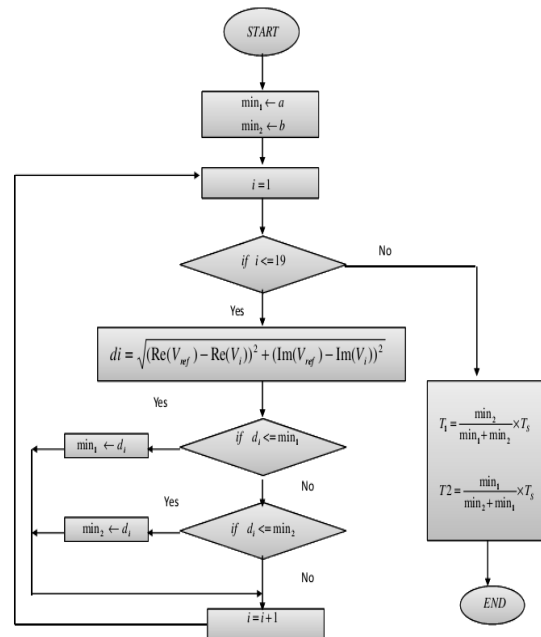 START
min₁ ← a
min₂ ← b
i = 1
if i <=19
No
Yes
di = √(Re(V_ref) − Re(V_i))² + (Im(V_ref) − Im(V_i))²
Yes
if d_i <= min₁
min₁ ← d_i
No
Yes
if d_i <= min₂
min₂ ← d_i
No
i = i+1
T₁ = min₂ / min₁ + min₂ × T_S
T2 = min₁ / min₂ + min₁ × T_S
END